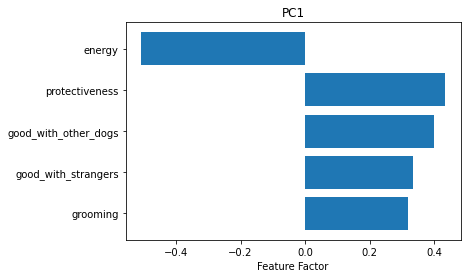 PC1
energy
protectiveness
good_with_other_dogs
good_with_strangers
grooming
−0.4 −0.2 0.0 0.2 0.4
Feature Factor